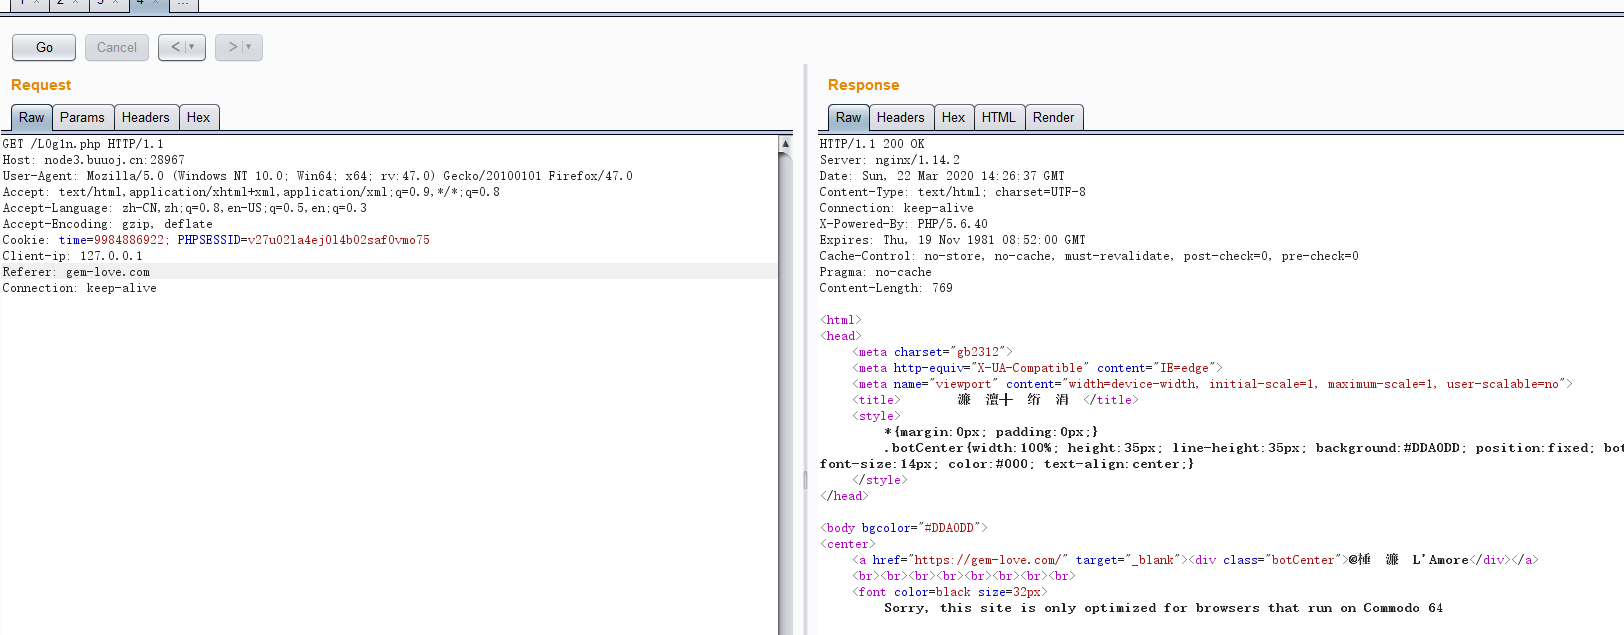 1 × 2 × 3 × 4 × ...
Go Cancel < ▼ > ▼
Request
Raw Params Headers Hex
GET /L0g1n.php HTTP/1.1
Host: node3.buuoj.cn:28967
User-Agent: Mozilla/5.0 (Windows NT 10.0; Win64; x64; rv:47.0) Gecko/20100101 Firefox/47.0
Accept: text/html,application/xhtml+xml,application/xml;q=0.9,*/*;q=0.8
Accept-Language: zh-CN,zh;q=0.8,en-US;q=0.5,en;q=0.3
Accept-Encoding: gzip, deflate
Cookie: time=9984886922; PHPSESSID=v27u02la4ej0l4b02saf0vmo75
Client-ip: 127.0.0.1
Referer: gem-love.com
Connection: keep-alive
Response
Raw Headers Hex HTML Render
HTTP/1.1 200 OK
Server: nginx/1.14.2
Date: Sun, 22 Mar 2020 14:26:37 GMT
Content-Type: text/html; charset=UTF-8
Connection: keep-alive
X-Powered-By: PHP/5.6.40
Expires: Thu, 19 Nov 1981 08:52:00 GMT
Cache-Control: no-store, no-cache, must-revalidate, post-check=0, pre-check=0
Pragma: no-cache
Content-Length: 769
<html>
<head>
<meta charset="gb2312">
<meta http-equiv="X-UA-Compatible" content="IE=edge">
<meta name="viewport" content="width=device-width, initial-scale=1, maximum-scale=1, user-scalable=no">
<title> 濂 澶╁ 绗 涓 </title>
<style>
*{margin:0px; padding:0px;}
.botCenter{width:100%; height:35px; line-height:35px; background:#DDA0DD; position:fixed; bot
font-size:14px; color:#000; text-align:center;}
</style>
</head>
<body bgcolor="#DDA0DD">
<center>
<a href="https://gem-love.com/" target="_blank"><div class="botCenter">@棰 濂 L'Amore</div></a>
<br><br><br><br><br><br><br><br>
<font color=black size=32px>
Sorry, this site is only optimized for browsers that run on Commodo 64